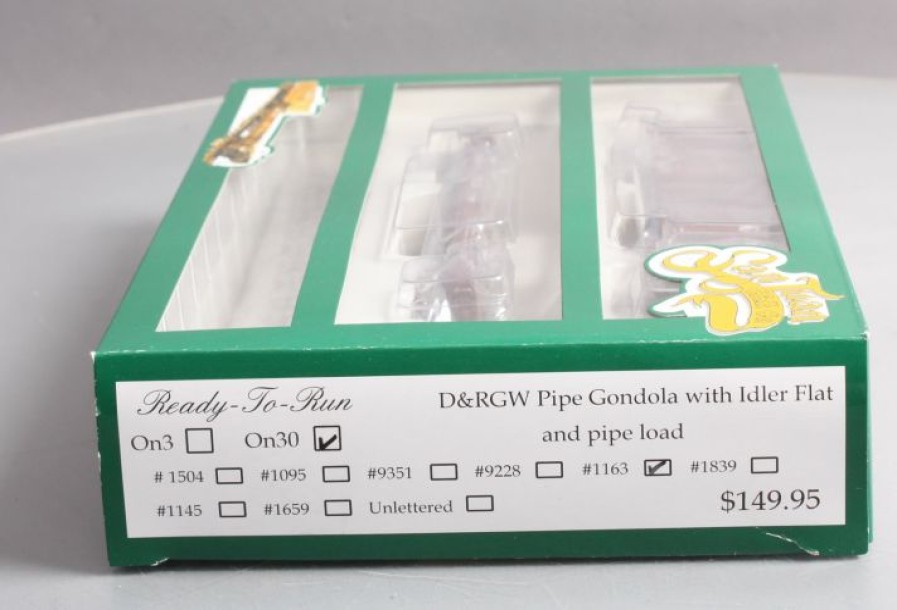 Ready-To-Run
D&RGW Pipe Gondola with Idler Flat
and pipe load
On3 ☐ On30 ☑
# 1504 ☐ #1095 ☐ #9351 ☐ #9228 ☐ #1163 ☑ #1839 ☐
#1145 ☐ #1659 ☐ Unlettered ☐
$149.95